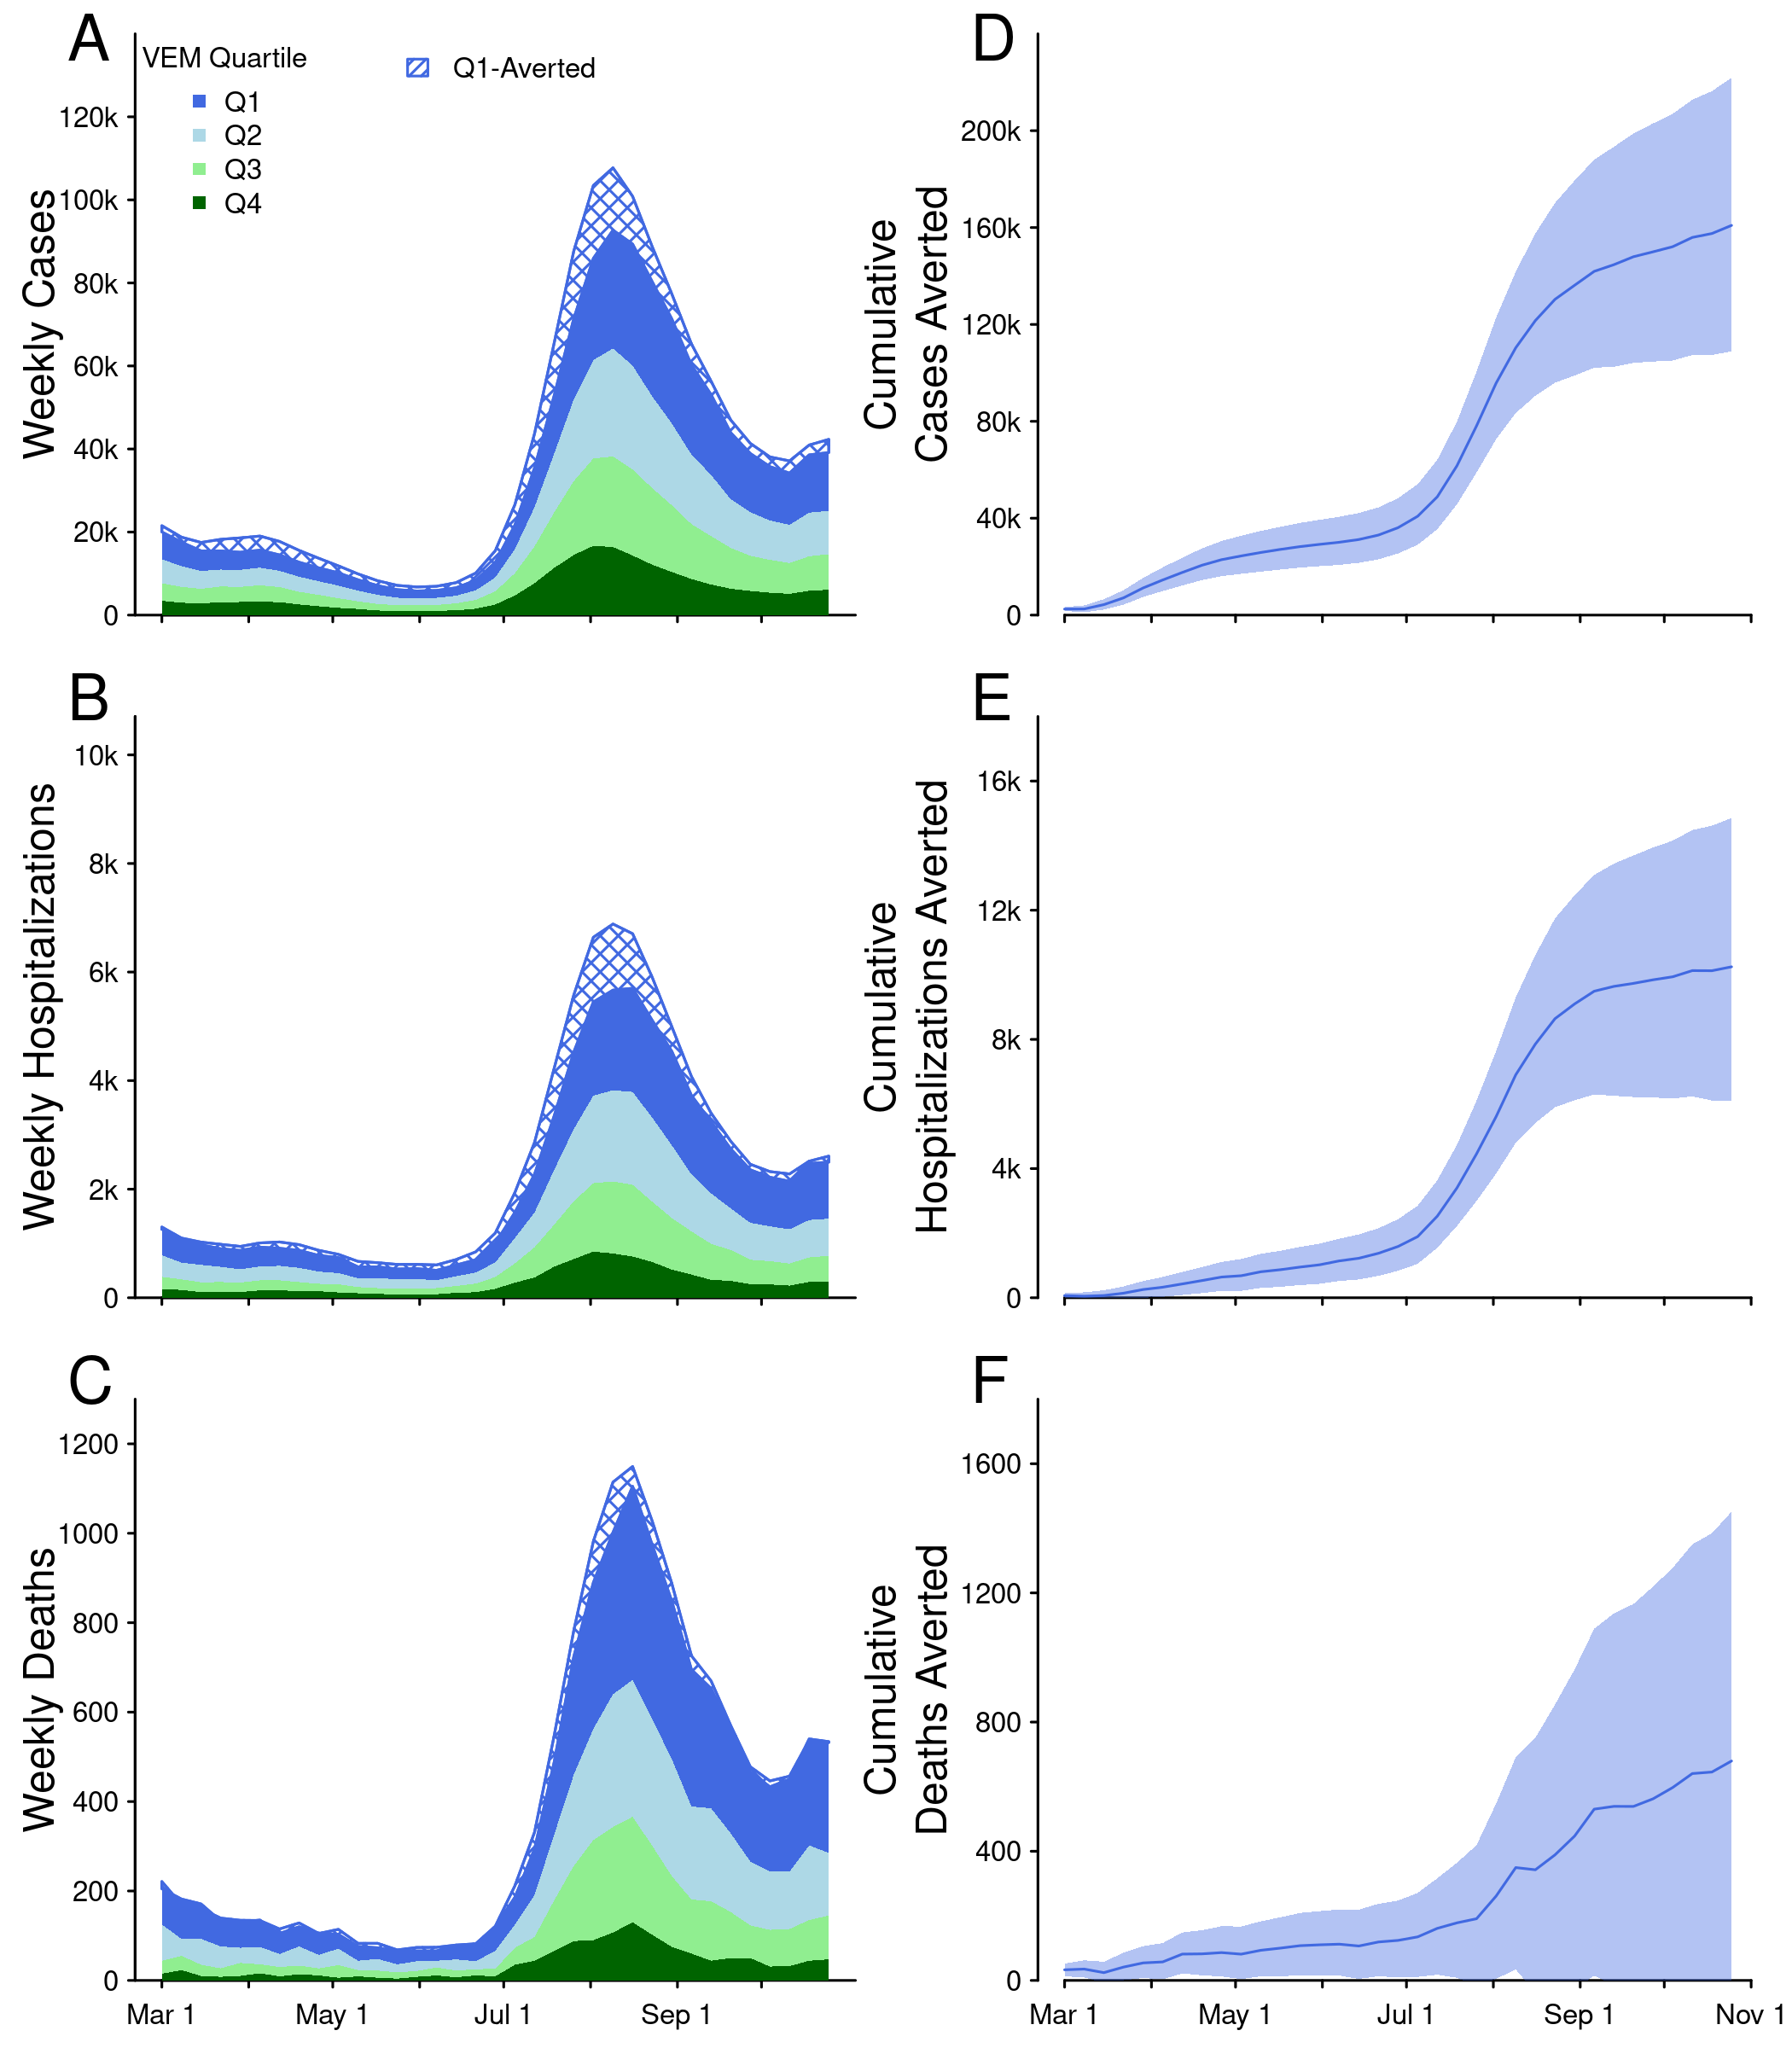 A
VEM Quartile
Q1
Q2
Q3
Q4
Q1-Averted
Weekly Cases
120k
100k
80k
60k
40k
20k
0
D
Cumulative
Cases Averted
200k
160k
120k
80k
40k
0
B
Weekly Hospitalizations
10k
8k
6k
4k
2k
0
E
Cumulative
Hospitalizations Averted
16k
12k
8k
4k
0
C
Weekly Deaths
1200
1000
800
600
400
200
0
Mar 1 May 1 Jul 1 Sep 1
F
Cumulative
Deaths Averted
1600
1200
800
400
0
Mar 1 May 1 Jul 1 Sep 1 Nov 1